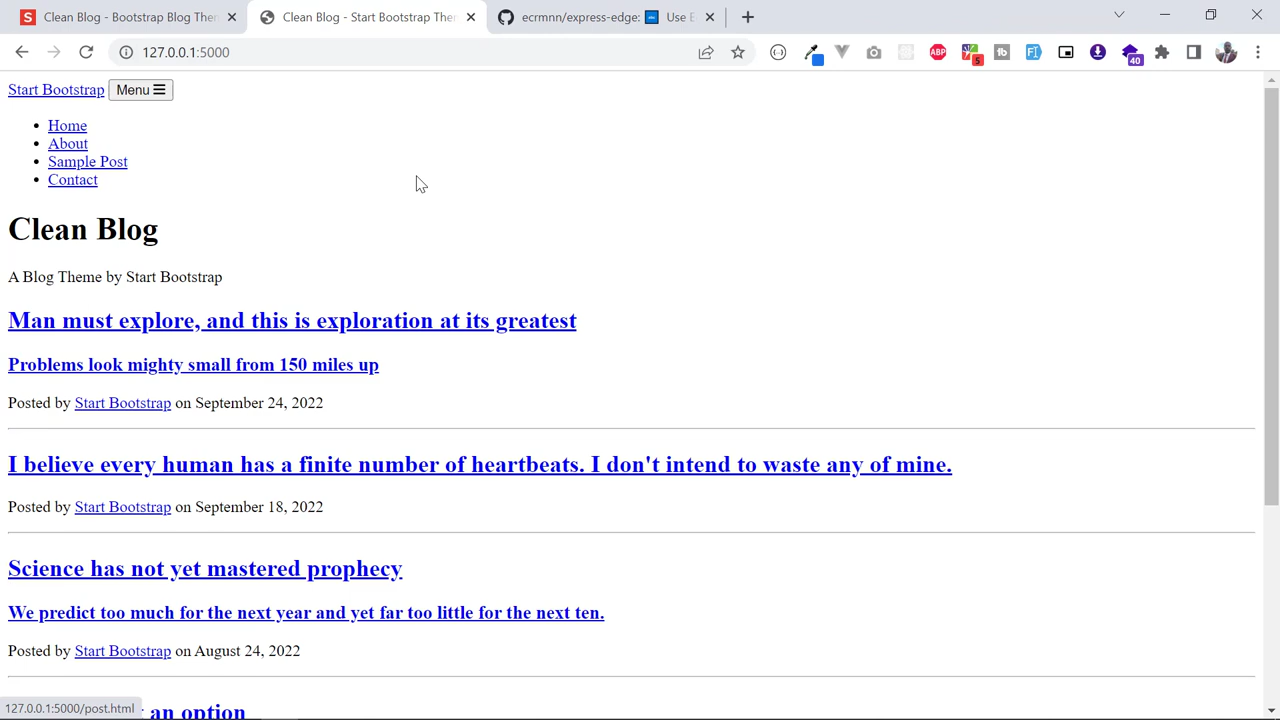 Clean Blog - Bootstrap Blog Then
Clean Blog - Start Bootstrap Ther
ecrmnn/express-edge: Use E
127.0.0.1:5000
ABP
5
tb
40
Start Bootstrap Menu
Home
About
Sample Post
Contact
Clean Blog
A Blog Theme by Start Bootstrap
Man must explore, and this is exploration at its greatest
Problems look mighty small from 150 miles up
Posted by Start Bootstrap on September 24, 2022
I believe every human has a finite number of heartbeats. I don't intend to waste any of mine.
Posted by Start Bootstrap on September 18, 2022
Science has not yet mastered prophecy
We predict too much for the next year and yet far too little for the next ten.
Posted by Start Bootstrap on August 24, 2022
127.0.0.1:5000/post.html
an option